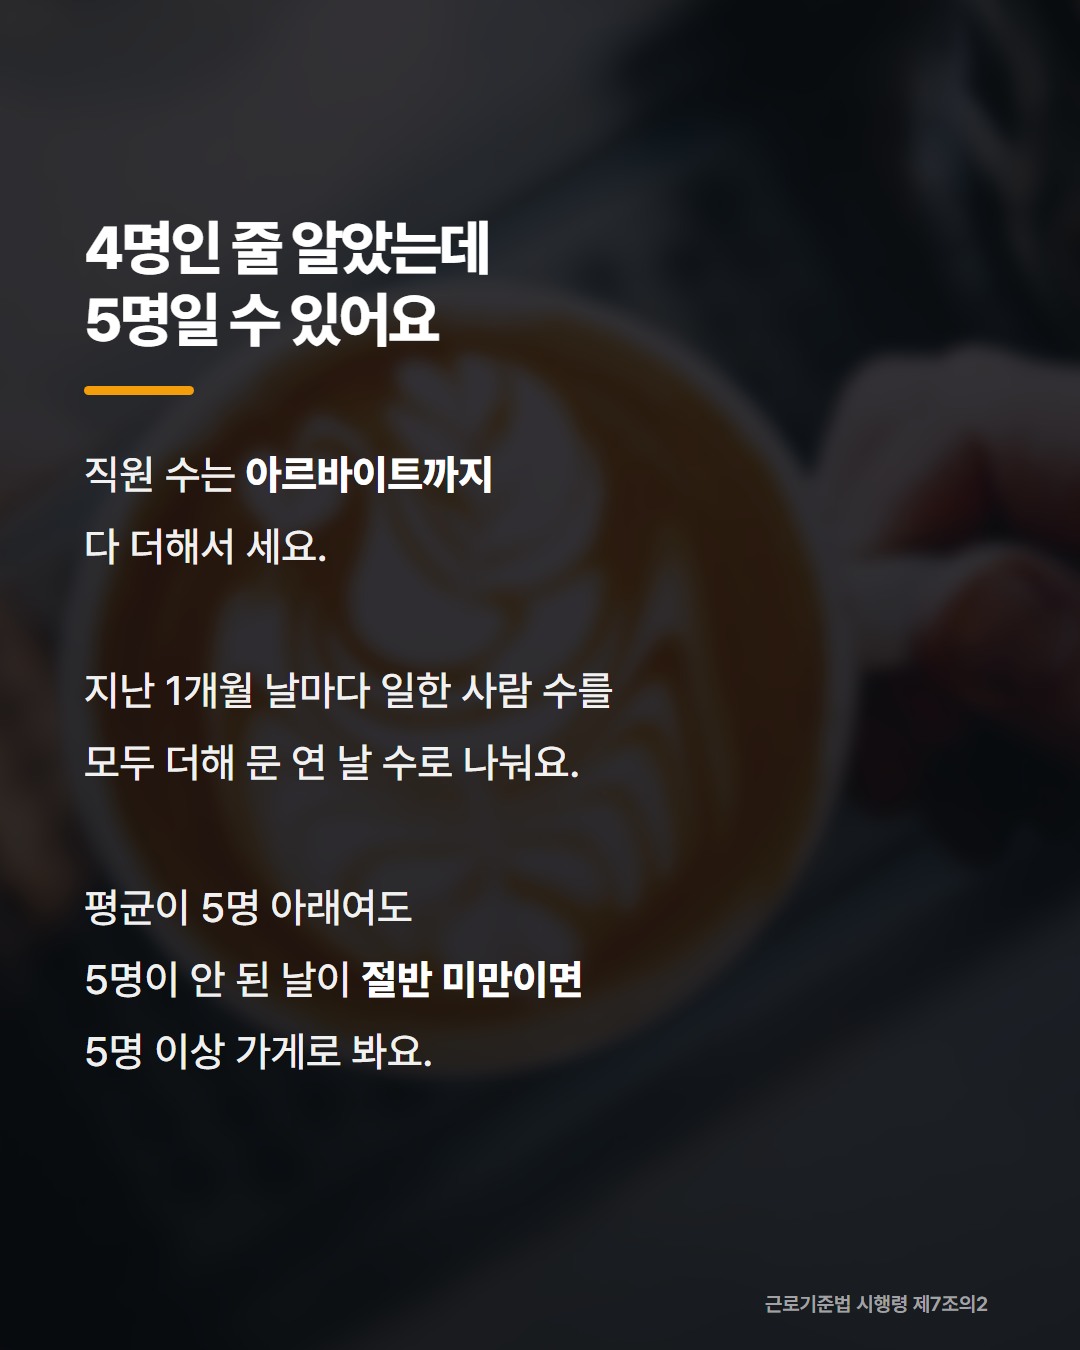 4명인 줄 알았는데
5명일 수 있어요
직원 수는 아르바이트까지
다 더해서 세요.
지난 1개월 날마다 일한 사람 수를
모두 더해 문 연 날 수로 나눠요.
평균이 5명 아래여도
5명이 안 된 날이 절반 미만이면
5명 이상 가게로 봐요.
근로기준법 시행령 제7조의2